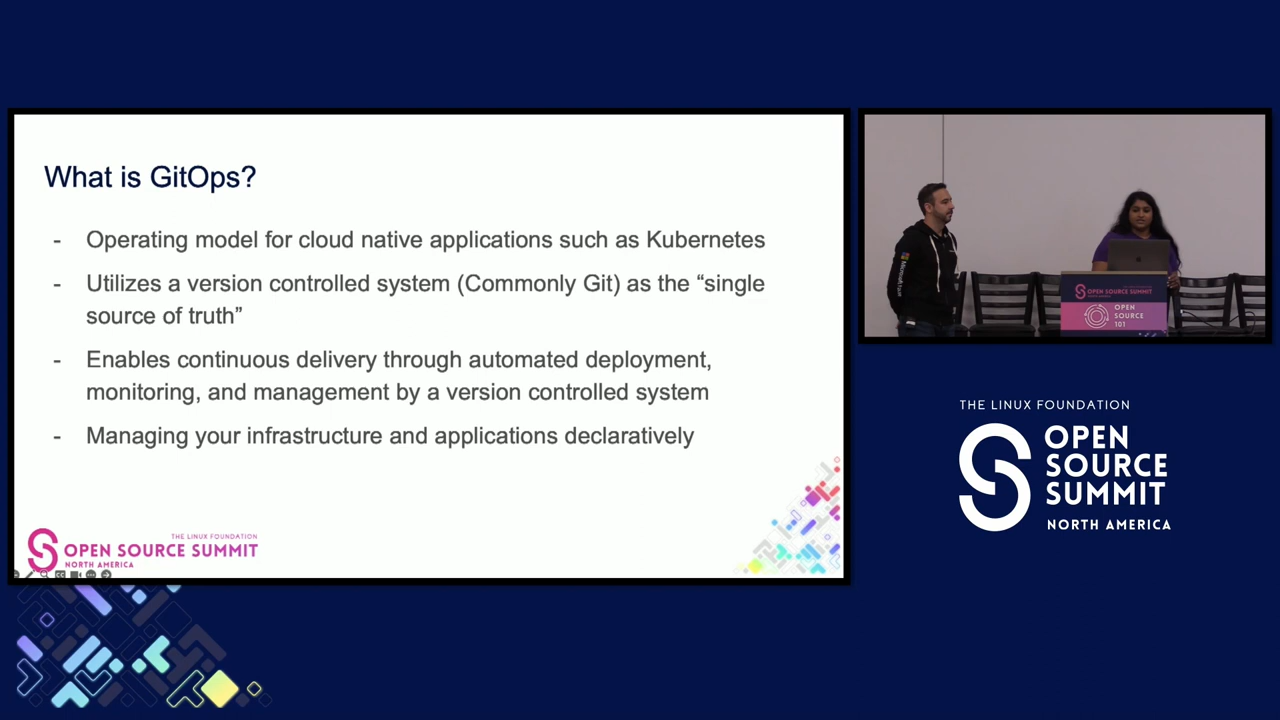 What is GitOps?
- Operating model for cloud native applications such as Kubernetes
- Utilizes a version controlled system (Commonly Git) as the “single
source of truth”
- Enables continuous delivery through automated deployment,
monitoring, and management by a version controlled system
- Managing your infrastructure and applications declaratively
THE LINUX FOUNDATION
OPEN SOURCE SUMMIT
NORTH AMERICA
Microsoft
OPEN SOURCE SUMMIT
OPEN
SOURCE
101
THE LINUX FOUNDATION
OPEN
SOURCE
SUMMIT
NORTH AMERICA